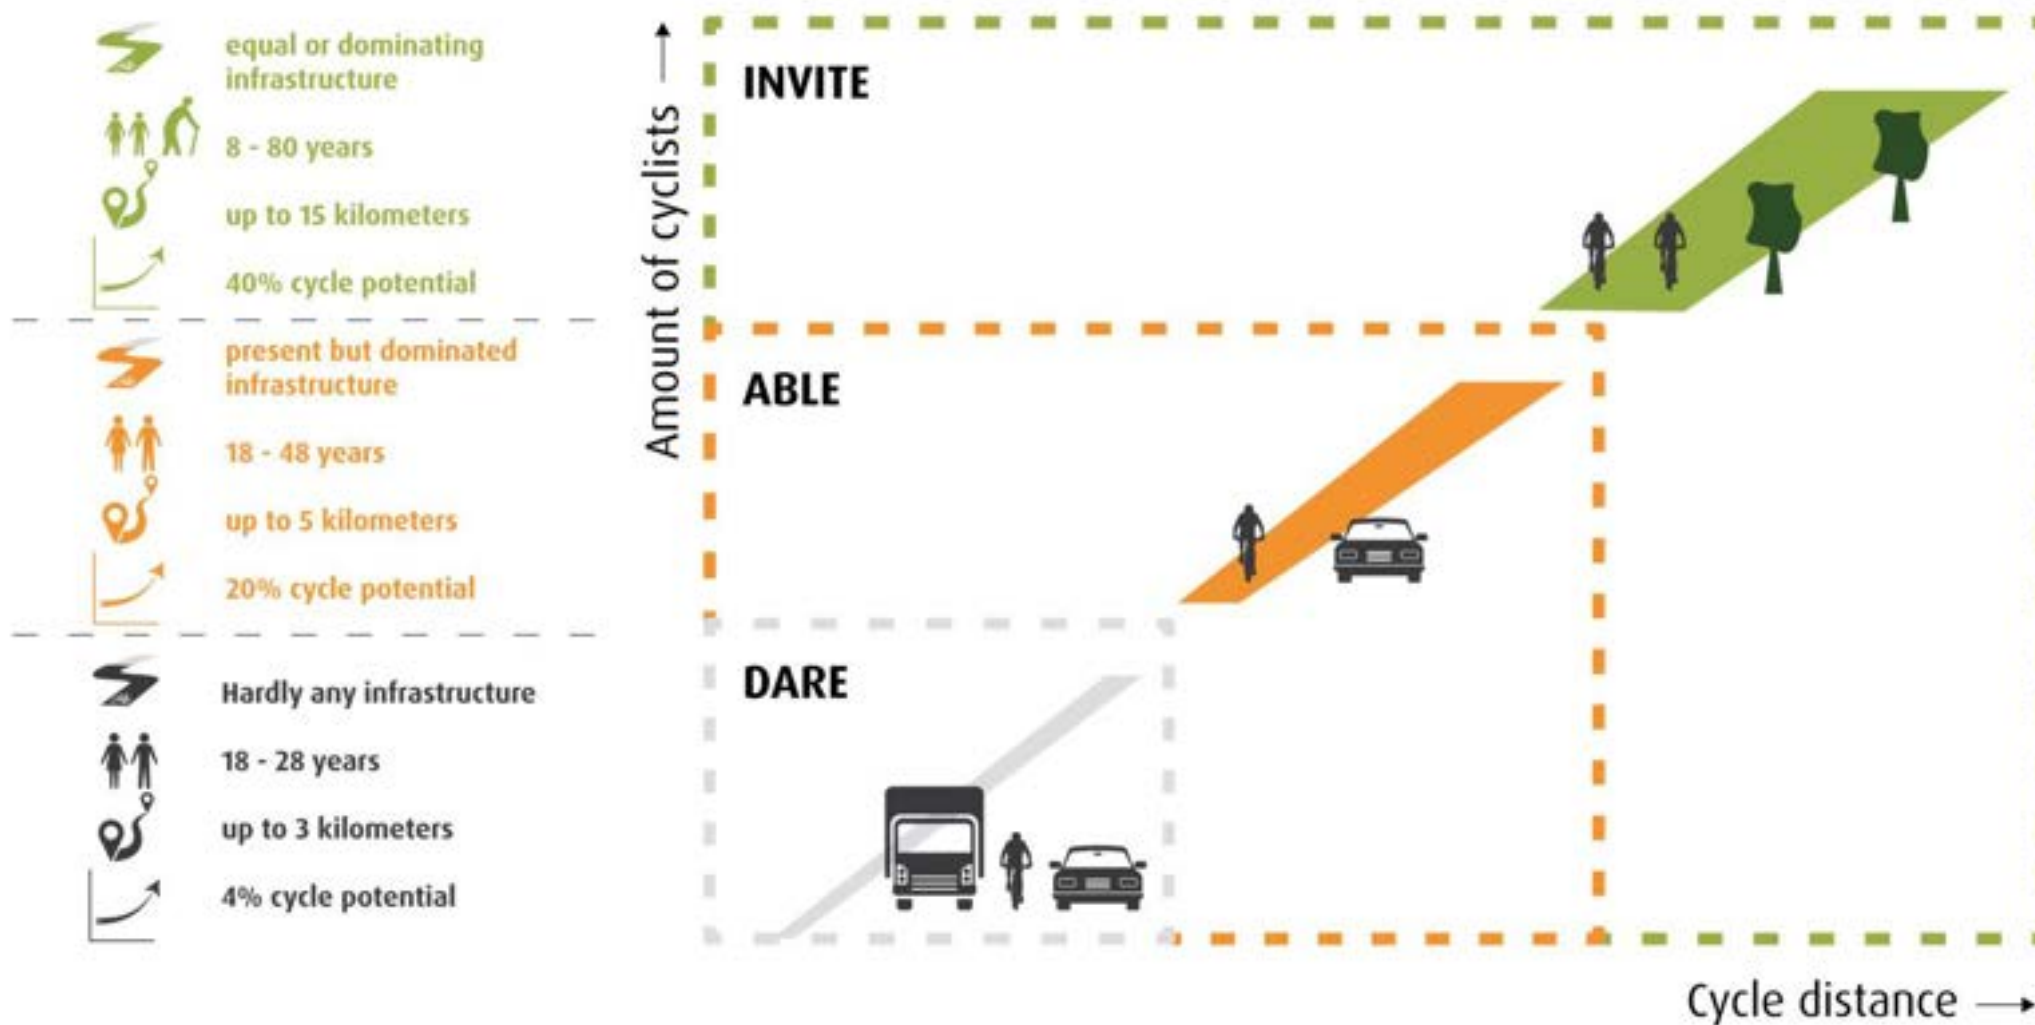 equal or dominating
infrastructure
8 - 80 years
up to 15 kilometers
40% cycle potential
present but dominated
infrastructure
18 - 48 years
up to 5 kilometers
20% cycle potential
Hardly any infrastructure
18 - 28 years
up to 3 kilometers
4% cycle potential
Amount of cyclists
INVITE
ABLE
DARE
Cycle distance